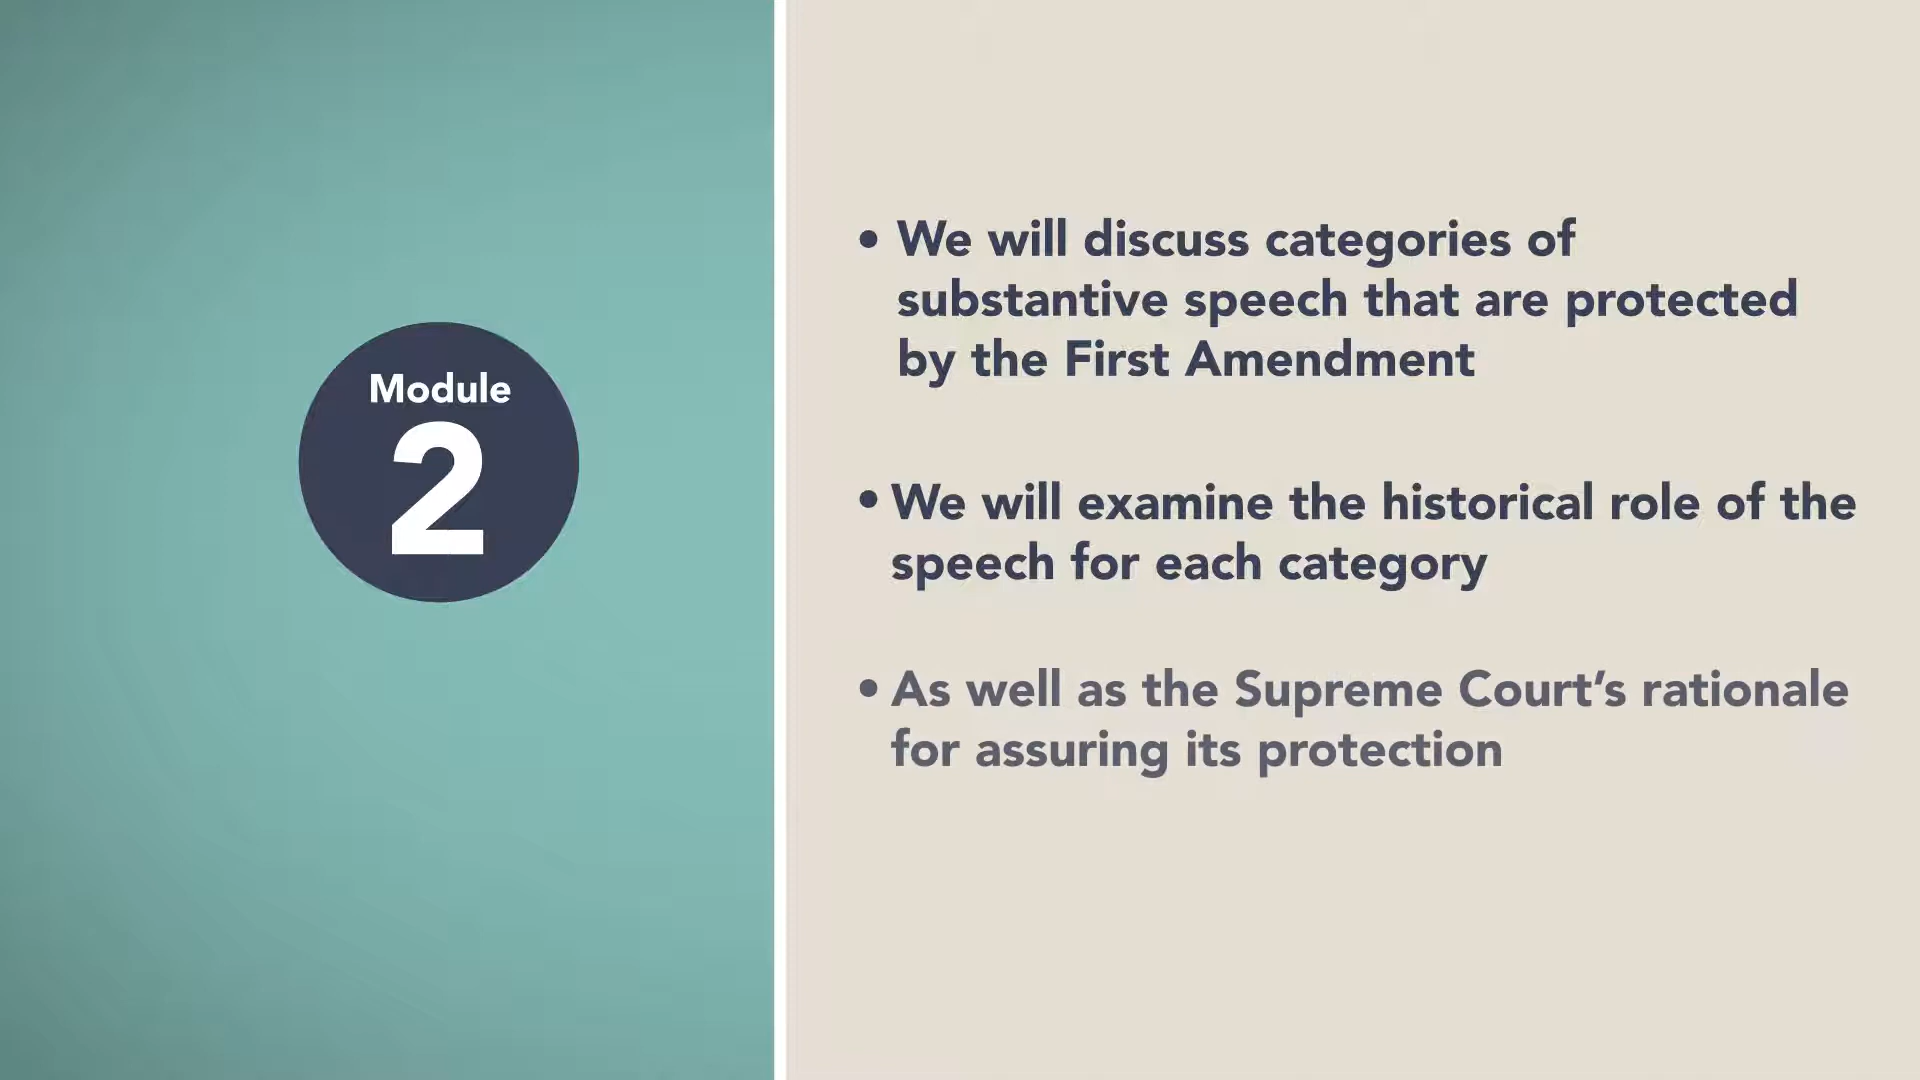 Module
2
• We will discuss categories of
substantive speech that are protected
by the First Amendment
• We will examine the historical role of the
speech for each category
• As well as the Supreme Court’s rationale
for assuring its protection